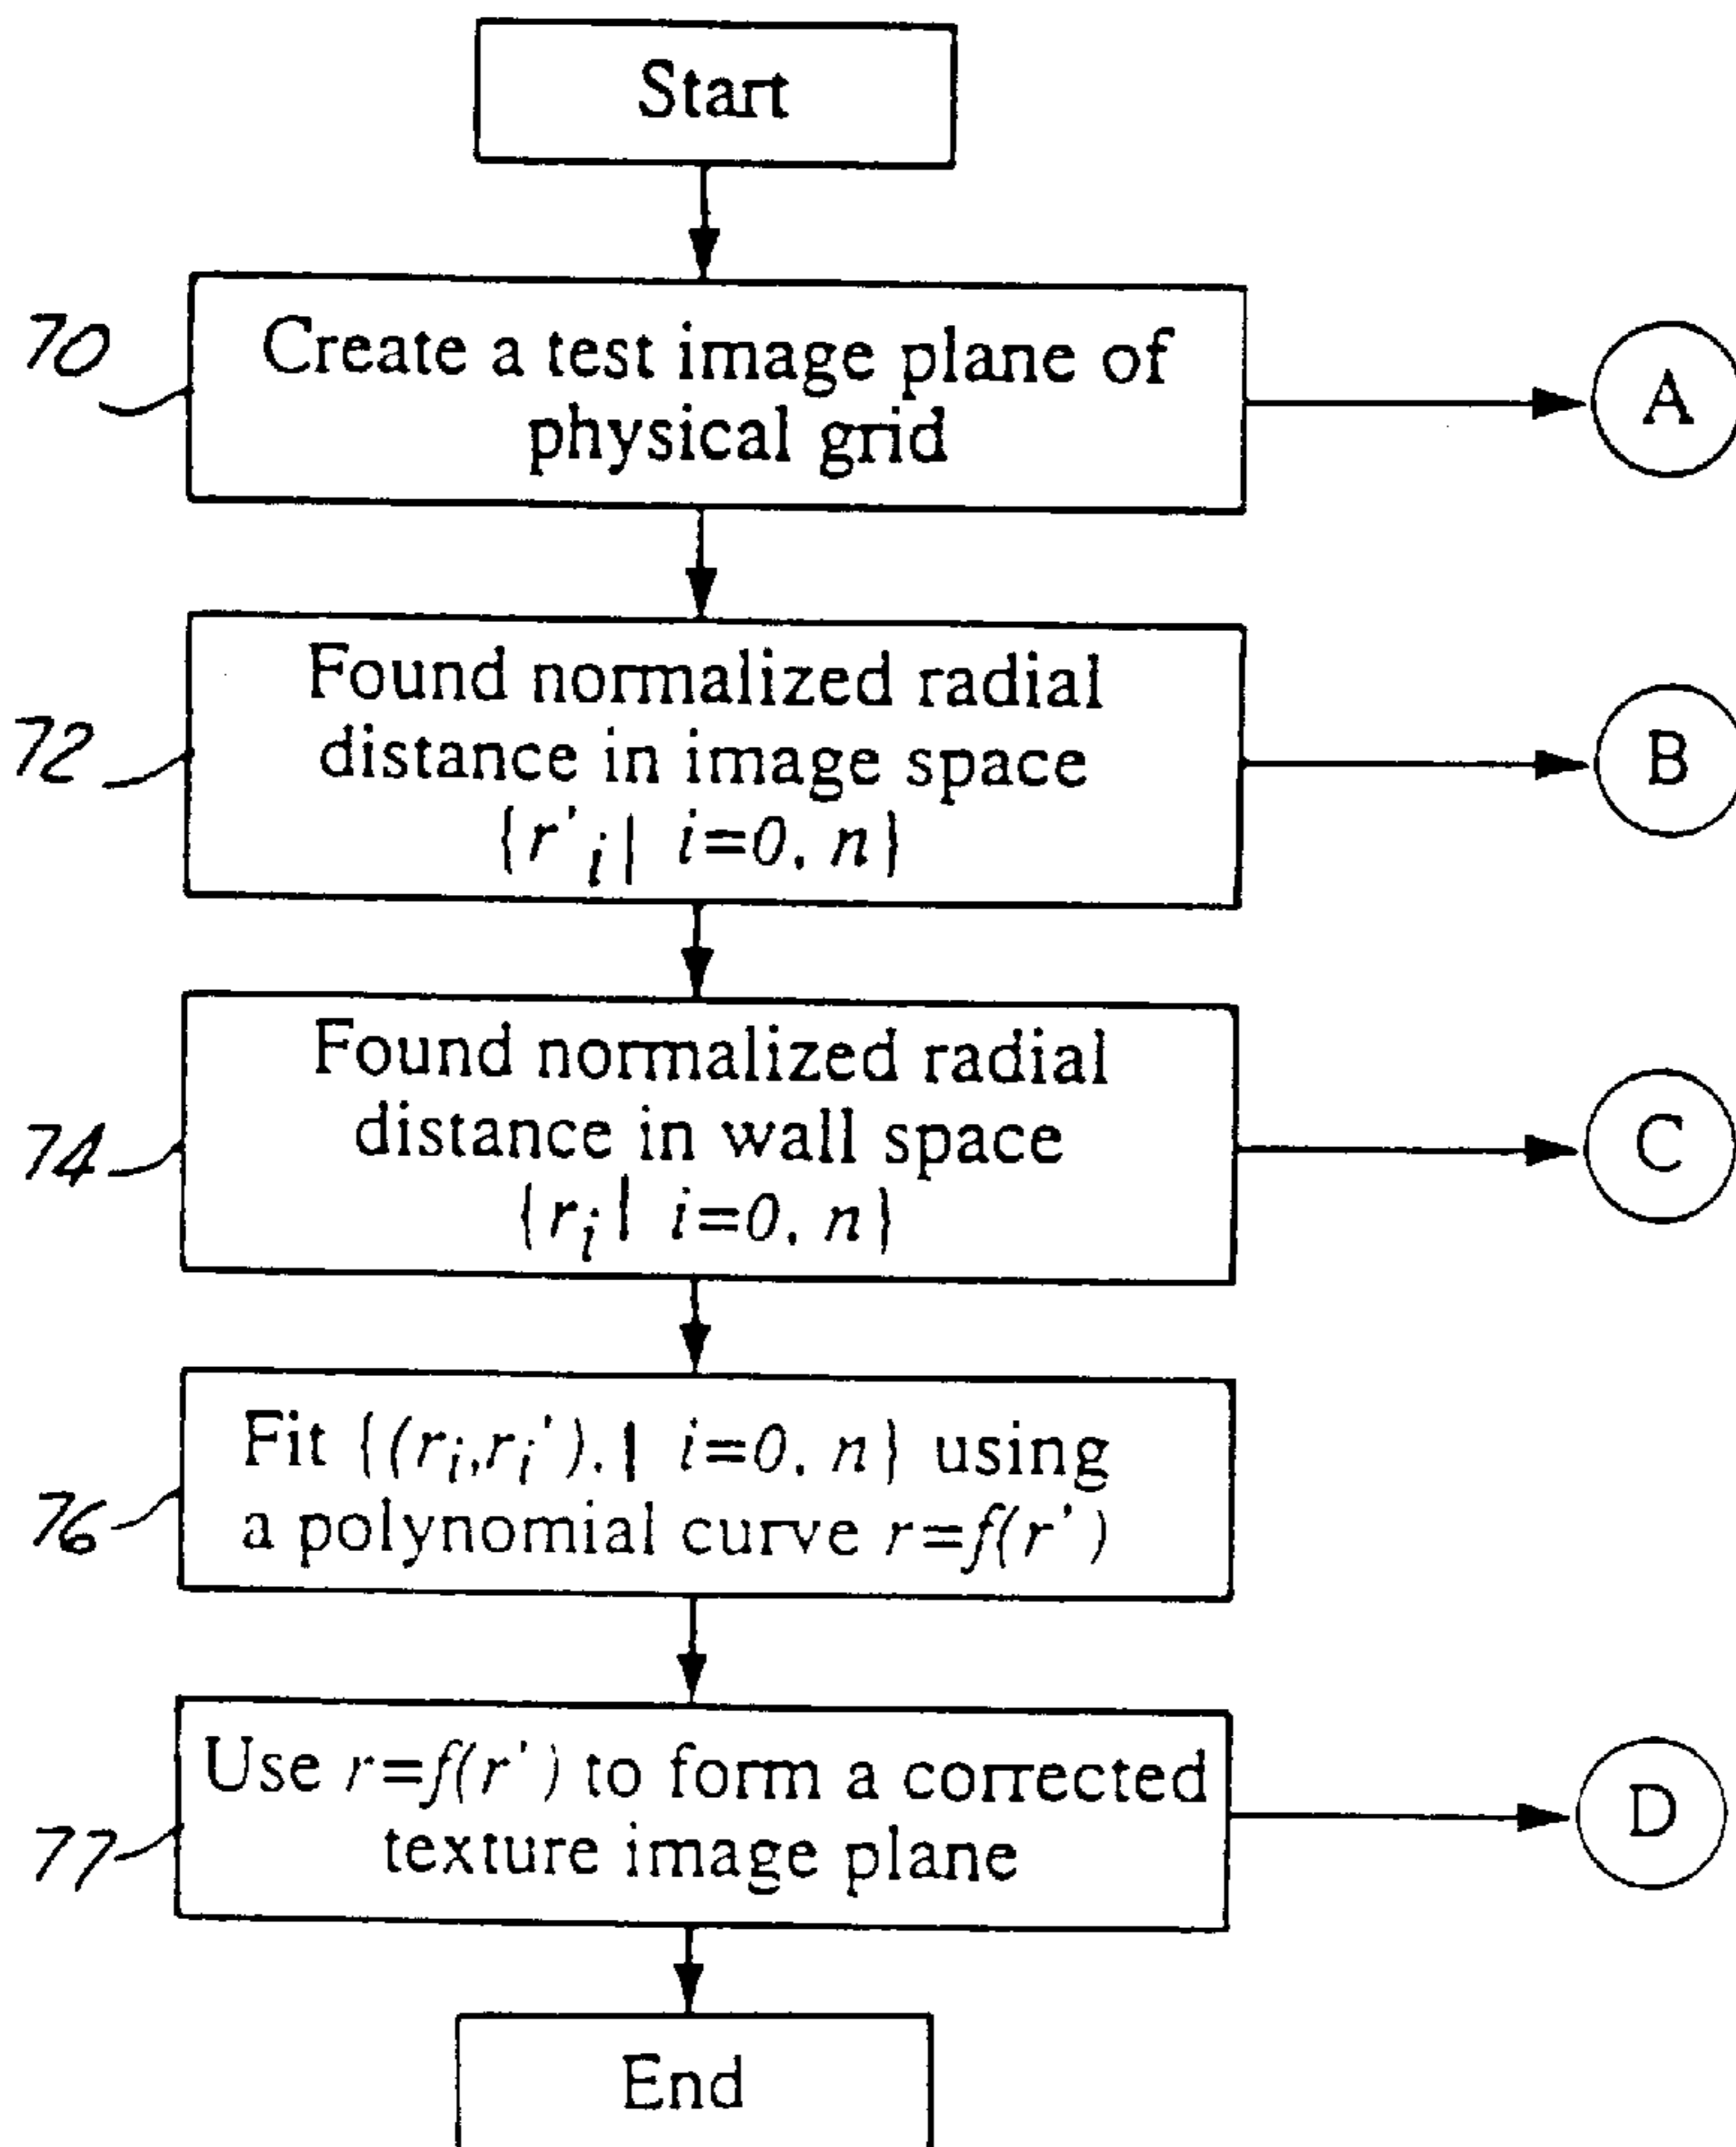 Start
70
Create a test image plane of
physical grid
A
72
Found normalized radial
distance in image space
{r'i| i=0, n}
B
74
Found normalized radial
distance in wall space
{ri| i=0, n}
C
76
Fit {(ri,ri').| i=0, n} using
a polynomial curve r=f(r')
77
Use r=f(r') to form a corrected
texture image plane
D
End